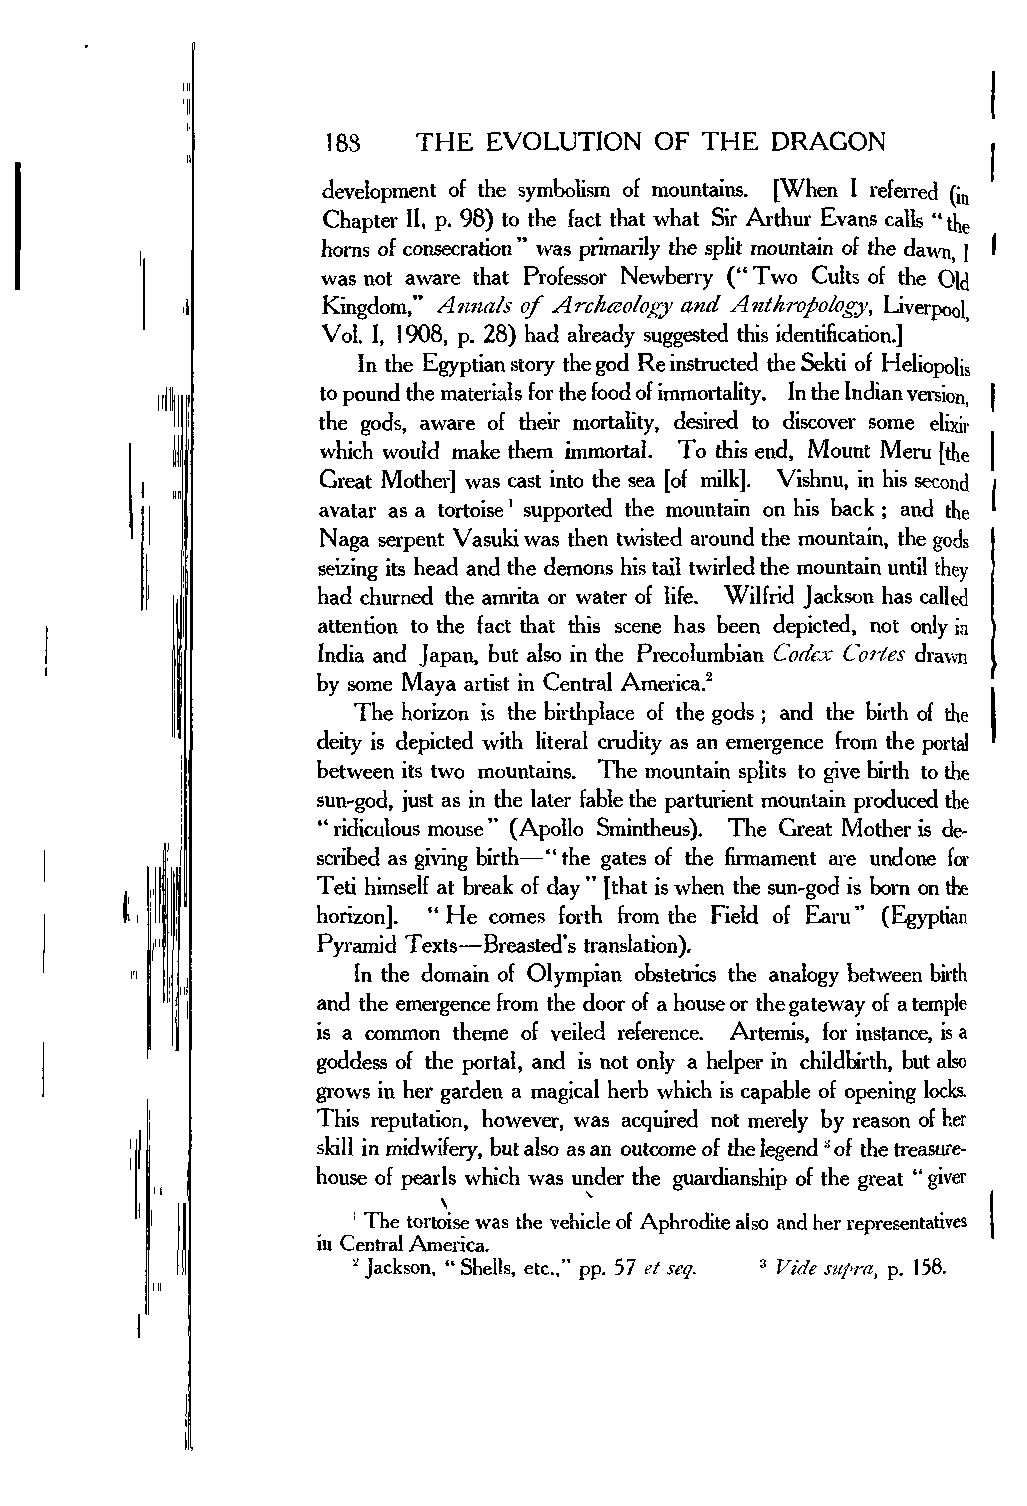 188 THE EVOLUTION OF THE DRAGON
development of the symbolism of mountains. [When I referred (in
Chapter II, p. 98) to the fact that what Sir Arthur Evans calls “the
horns of consecration” was primarily the split mountain of the dawn, I
was not aware that Professor Newberry (“Two Cults of the Old
Kingdom,” Annals of Archæology and Anthropology, Liverpool,
Vol. I, 1908, p. 28) had already suggested this identification.]
In the Egyptian story the god Re instructed the Sekti of Heliopolis
to pound the materials for the food of immortality. In the Indian version,
the gods, aware of their mortality, desired to discover some elixir
which would make them immortal. To this end, Mount Meru [the
Great Mother] was cast into the sea [of milk]. Vishnu, in his second
avatar as a tortoise¹ supported the mountain on his back; and the
Naga serpent Vasuki was then twisted around the mountain, the gods
seizing its head and the demons his tail twirled the mountain until they
had churned the amrita or water of life. Wilfrid Jackson has called
attention to the fact that this scene has been depicted, not only in
India and Japan, but also in the Precolumbian Codex Cortes drawn
by some Maya artist in Central America.²
The horizon is the birthplace of the gods; and the birth of the
deity is depicted with literal crudity as an emergence from the portal
between its two mountains. The mountain splits to give birth to the
sun-god, just as in the later fable the parturient mountain produced the
“ridiculous mouse” (Apollo Smintheus). The Great Mother is de-
scribed as giving birth—“the gates of the firmament are undone for
Teti himself at break of day” [that is when the sun-god is born on the
horizon]. “He comes forth from the Field of Earu” (Egyptian
Pyramid Texts—Breasted's translation).
In the domain of Olympian obstetrics the analogy between birth
and the emergence from the door of a house or the gateway of a temple
is a common theme of veiled reference. Artemis, for instance, is a
goddess of the portal, and is not only a helper in childbirth, but also
grows in her garden a magical herb which is capable of opening locks.
This reputation, however, was acquired not merely by reason of her
skill in midwifery, but also as an outcome of the legend³ of the treasure-
house of pearls which was under the guardianship of the great “giver
¹ The tortoise was the vehicle of Aphrodite also and her representatives
in Central America.
² Jackson, “Shells, etc.,” pp. 57 et seq. ³ Vide supra, p. 158.